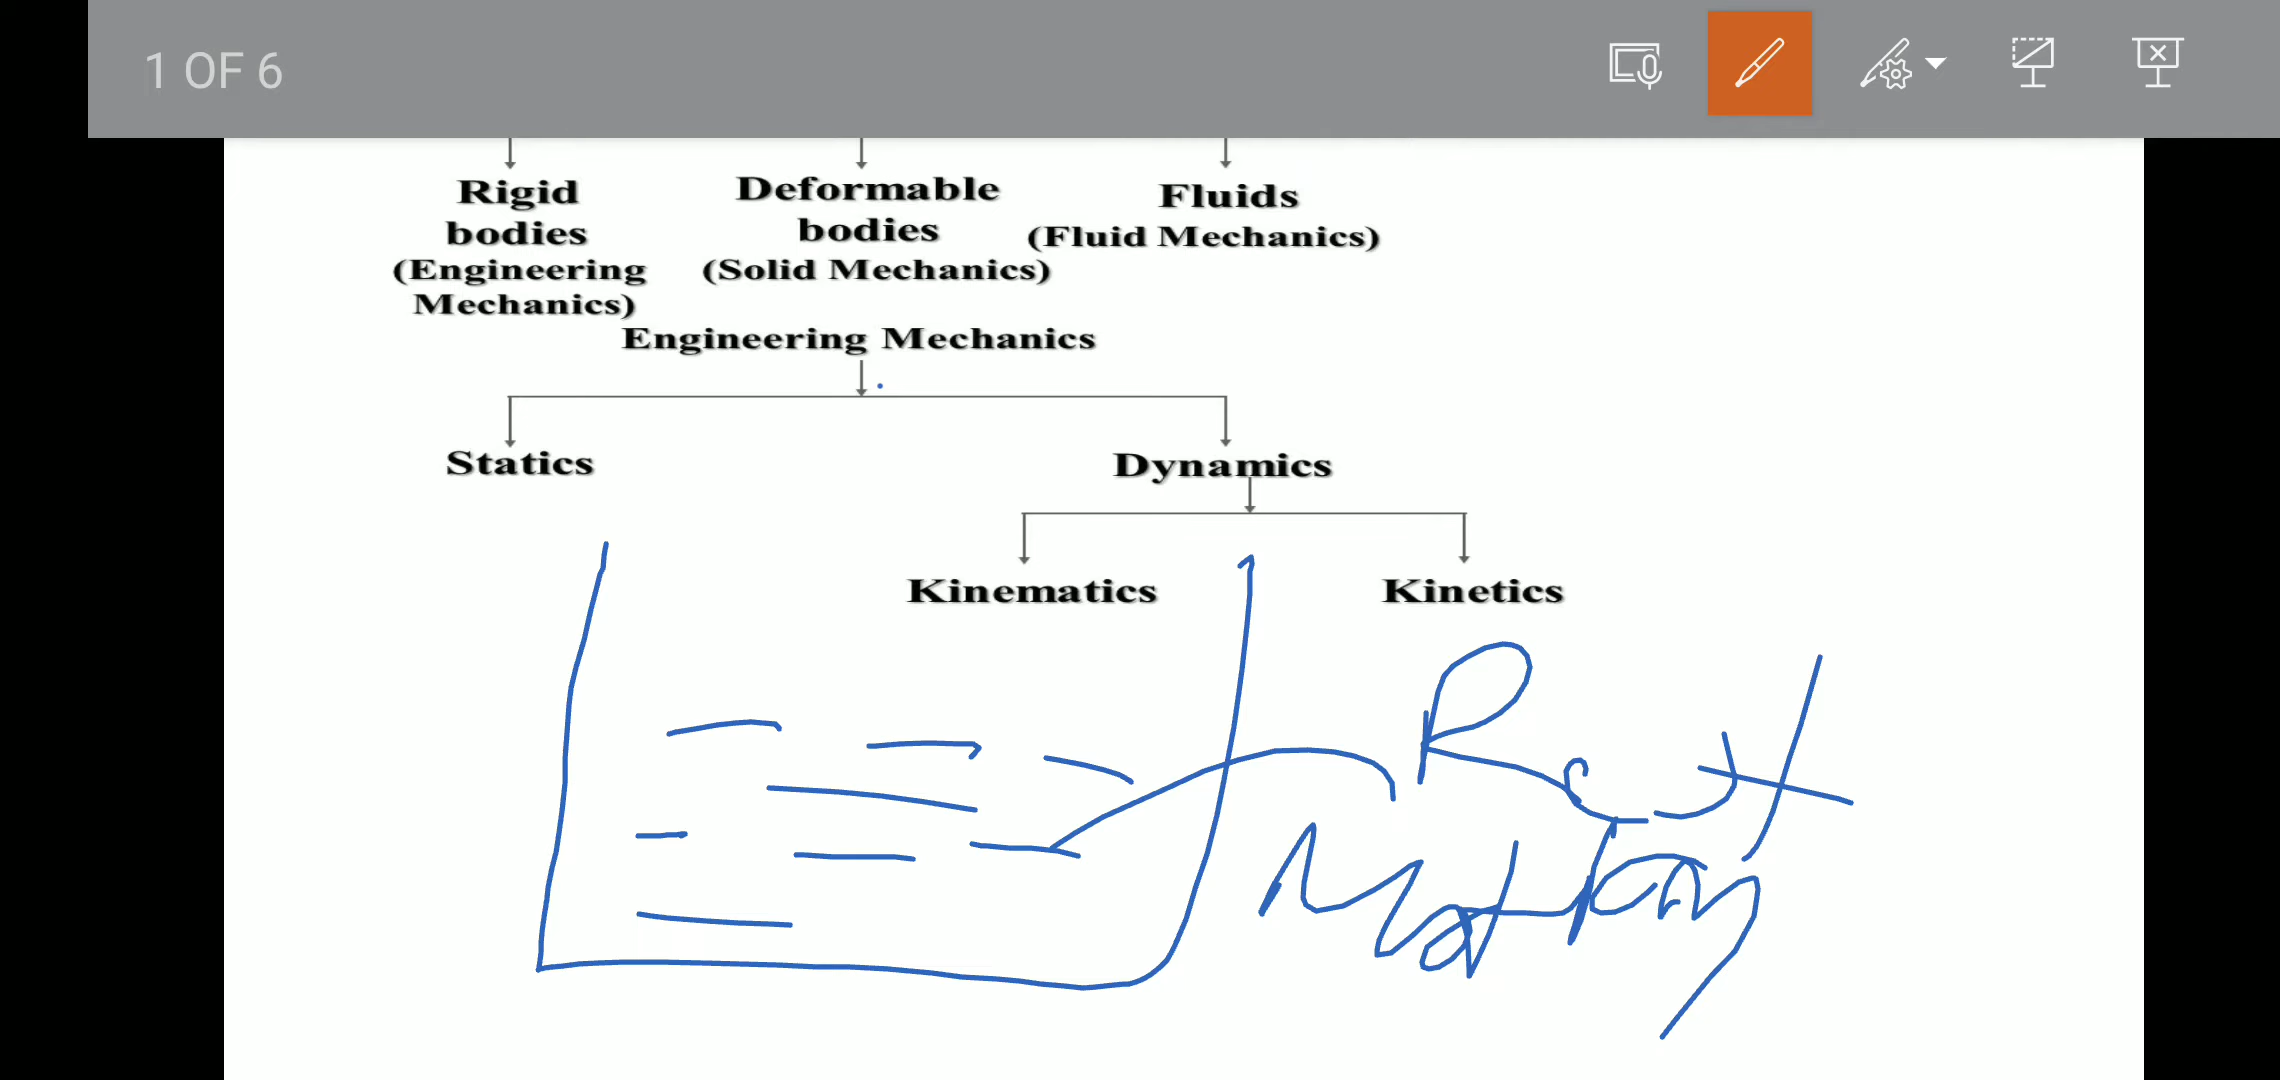 1 OF 6
Rigid bodies (Engineering Mechanics)
Deformable bodies (Solid Mechanics)
Fluids (Fluid Mechanics)
Engineering Mechanics
Statics
Dynamics
Kinematics
Kinetics
Rest
Motion